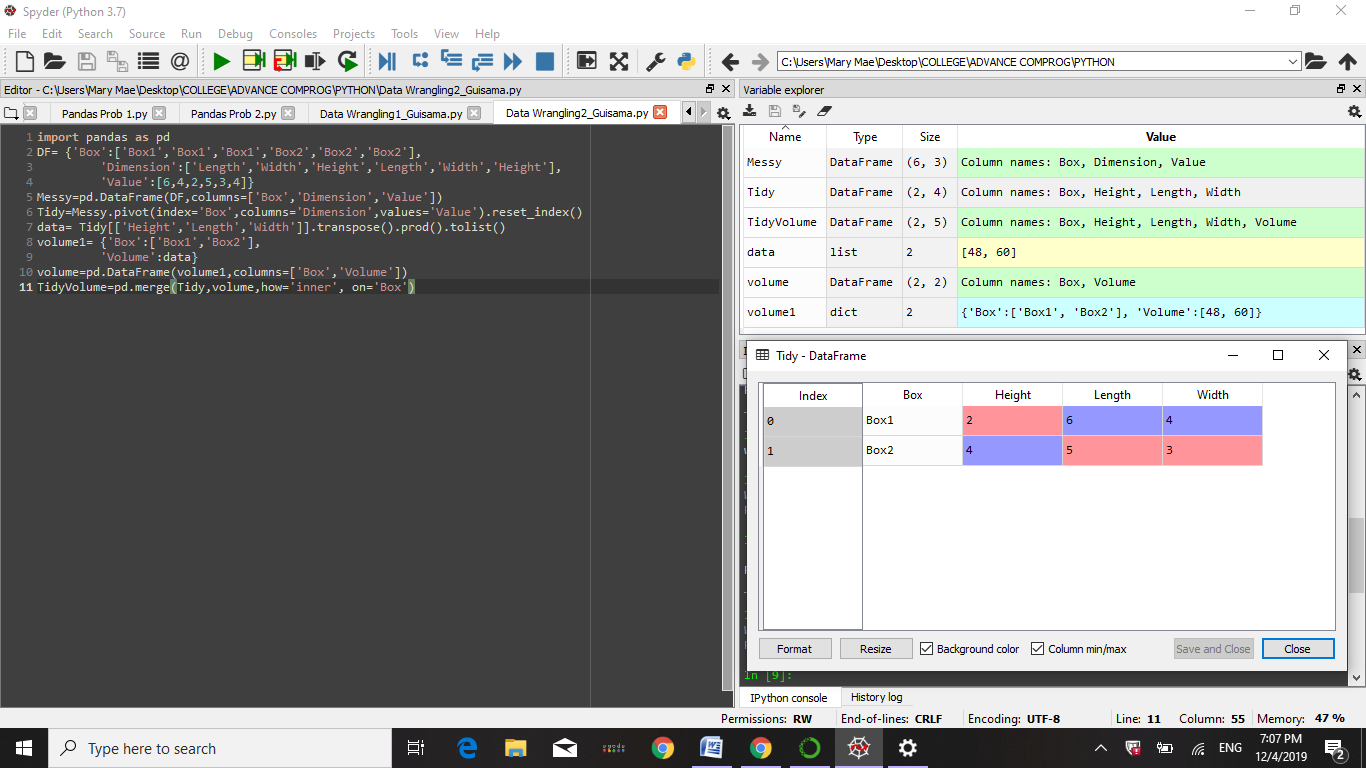 Spyder (Python 3.7)
File Edit Search Source Run Debug Consoles Projects Tools View Help
C:\Users\Mary Mae\Desktop\COLLEGE\ADVANCE COMPROG\PYTHON
Editor - C:\Users\Mary Mae\Desktop\COLLEGE\ADVANCE COMPROG\PYTHON\Data Wrangling2_Guisama.py
Pandas Prob 1.py Pandas Prob 2.py Data Wrangling1_Guisama.py Data Wrangling2_Guisama.py
1 import pandas as pd
2 DF= {'Box':['Box1','Box1','Box1','Box2','Box2','Box2'],
3 'Dimension':['Length','Width','Height','Length','Width','Height'],
4 'Value':[6,4,2,5,3,4]}
5 Messy=pd.DataFrame(DF,columns=['Box','Dimension','Value'])
6 Tidy=Messy.pivot(index='Box',columns='Dimension',values='Value').reset_index()
7 data= Tidy[['Height','Length','Width']].transpose().prod().tolist()
8 volume1= {'Box':['Box1','Box2'],
9 'Volume':data}
10 volume=pd.DataFrame(volume1,columns=['Box','Volume'])
11 TidyVolume=pd.merge(Tidy,volume,how='inner', on='Box')
Variable explorer
Name Type Size Value
Messy DataFrame (6, 3) Column names: Box, Dimension, Value
Tidy DataFrame (2, 4) Column names: Box, Height, Length, Width
TidyVolume DataFrame (2, 5) Column names: Box, Height, Length, Width, Volume
data list 2 [48, 60]
volume DataFrame (2, 2) Column names: Box, Volume
volume1 dict 2 {'Box':['Box1', 'Box2'], 'Volume':[48, 60]}
Tidy - DataFrame
Index Box Height Length Width
0 Box1 2 6 4
1 Box2 4 5 3
Format Resize Background color Column min/max Save and Close Close
In [9]:
IPython console History log
Permissions: RW End-of-lines: CRLF Encoding: UTF-8 Line: 11 Column: 55 Memory: 47 %
Type here to search
ENG
7:07 PM
12/4/2019
2